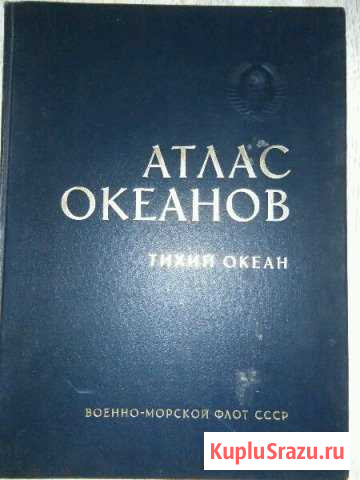 АТЛАС
ОКЕАНОВ
ТИХИЙ ОКЕАН
ВОЕННО-МОРСКОЙ ФЛОТ СССР
KupluSrazu.ru